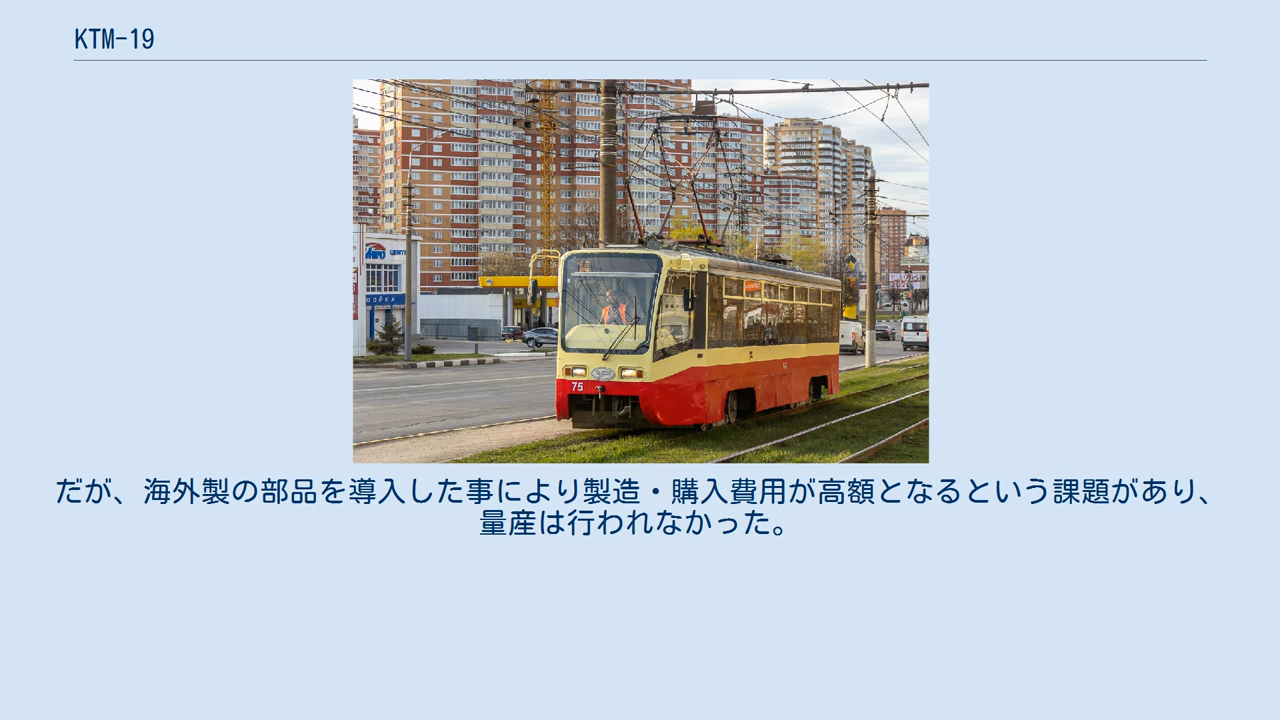 KTM-19
14
75
だが、海外製の部品を導入した事により製造・購入費用が高額となるという課題があり、
量産は行われなかった。